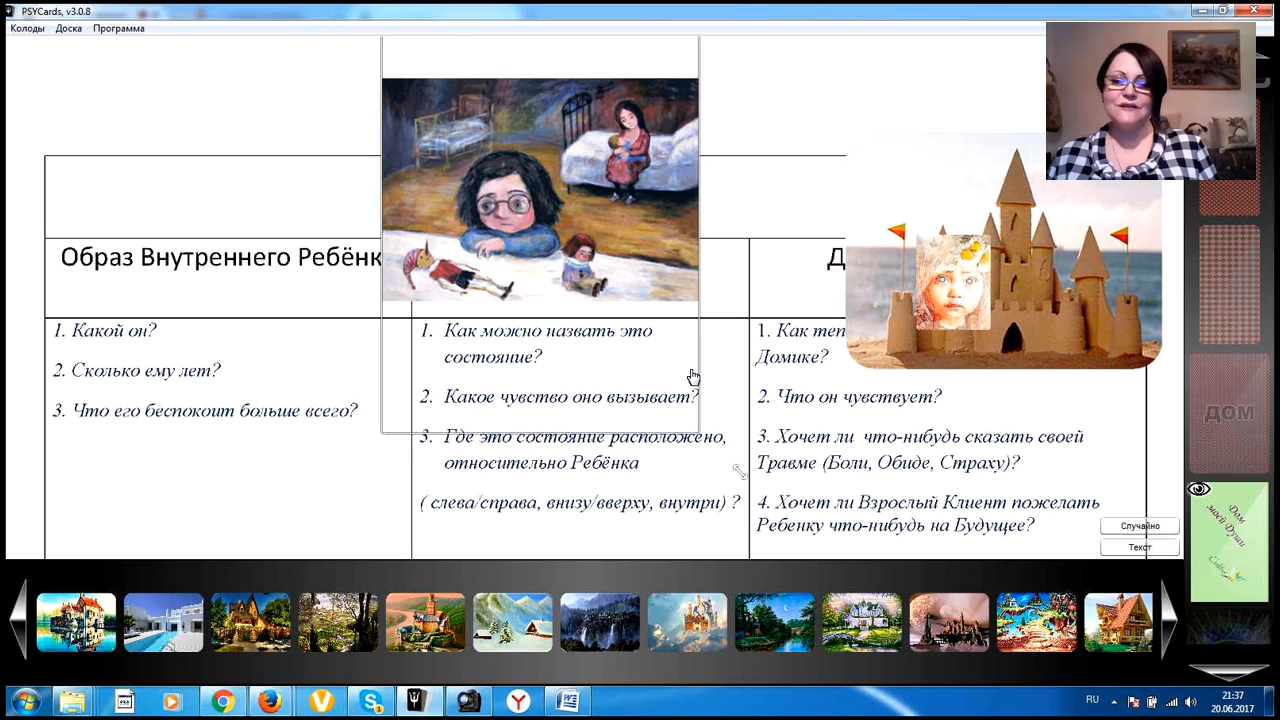 PSYCards, v3.0.8
Колоды Доска Программа
Образ Внутреннего Ребёнк
Д
1. Какой он?
2. Сколько ему лет?
3. Что его беспокоит больше всего?
1. Как можно назвать это
состояние?
2. Какое чувство оно вызывает?
3. Где это состояние расположено,
относительно Ребёнка
( слева/справа, внизу/вверху, внутри) ?
1. Как теп
Домике?
2. Что он чувствует?
3. Хочет ли что-нибудь сказать своей
Травме (Боли, Обиде, Страху)?
4. Хочет ли Взрослый Клиент пожелать
Ребенку что-нибудь на Будущее?
Случайно
Текст
ДОМ
Дом
моей Души
RU
21:37
20.06.2017